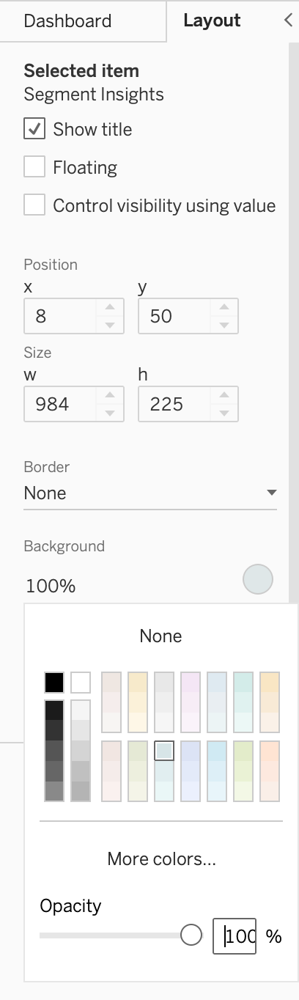 Dashboard Layout
Selected item
Segment Insights
Show title
Floating
Control visibility using value
Position
x y
8 50
Size
w h
984 225
Border
None
Background
100%
None
More colors...
Opacity
100 %